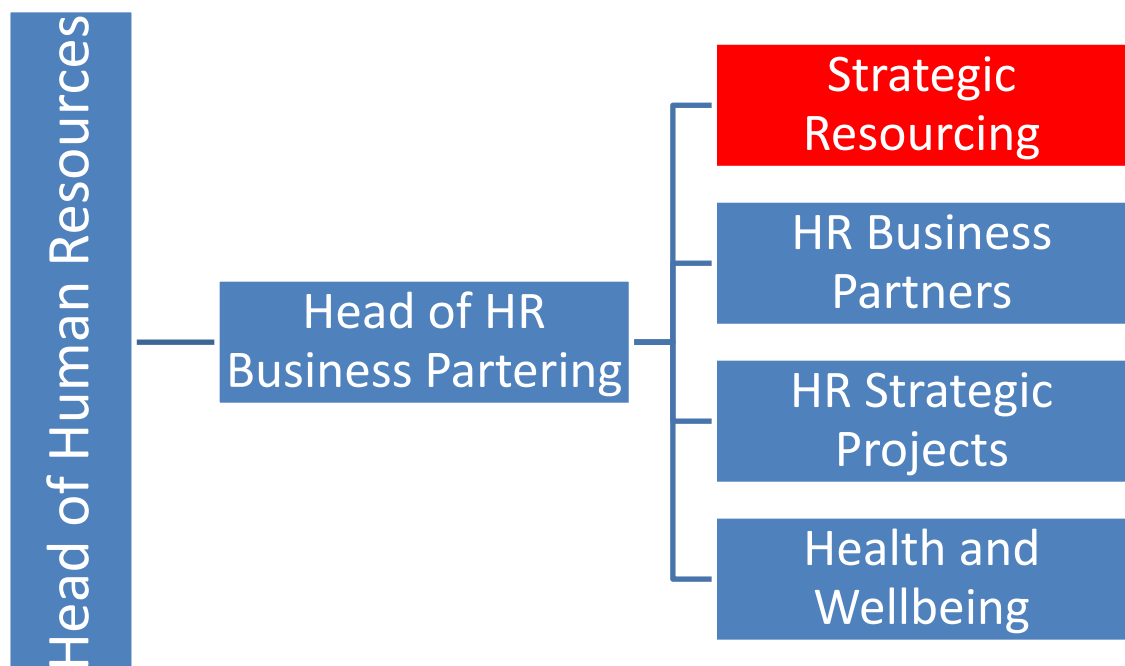 Head of Human Resources
Head of HR
Business Partering
Strategic
Resourcing
HR Business
Partners
HR Strategic
Projects
Health and
Wellbeing